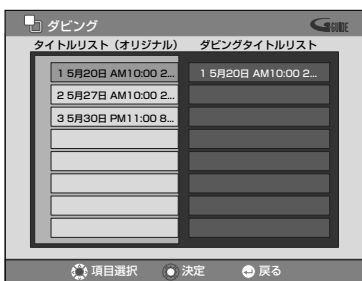 ダビング
GGUIDE
タイトルリスト（オリジナル） ダビングタイトルリスト
1 5月20日 AM10:00 2... 1 5月20日 AM10:00 2...
2 5月27日 AM10:00 2...
3 5月30日 PM11:00 8...
項目選択 決定 戻る